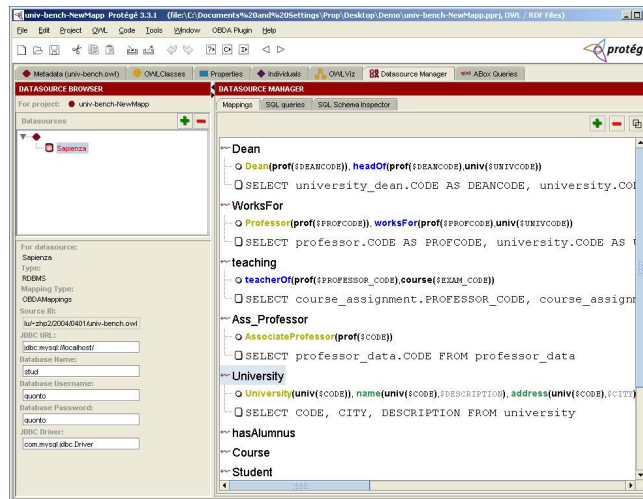 univ-bench-NewMapp Protégé 3.3.1 (file:\C:\Documents%20and%20Settings\Prop\Desktop\Demo\univ-bench-NewMapp.pprj, OWL / RDF Files)
File Edit Project OWL Code Tools Window OBDA Plugin Help
protég
Metadata (univ-bench.owl) OWLClasses Properties Individuals OWLViz Datasource Manager ABox Queries
DATASOURCE BROWSER
For project: univ-bench-NewMapp
Datasources
Sapienza
For datasource:
Sapienza
Type:
RDBMS
Mapping Type:
OBDAMappings
Source ID:
lu/~zhp2/2004/0401/univ-bench.owl
JDBC URL:
jdbc:mysql://localhost/
Database Name:
stud
Database Username:
quonto
Database Password:
quonto
JDBC Driver:
com.mysql.jdbc.Driver
DATASOURCE MANAGER
Mappings SQL queries SQL Schema Inspector
Dean
Dean(prof($DEANCODE)), headOf(prof($DEANCODE),univ($UNIVCODE))
SELECT university_dean.CODE AS DEANCODE, university.COD
WorksFor
Professor(prof($PROFCODE)), worksFor(prof($PROFCODE),univ($UNIVCODE))
SELECT professor.CODE AS PROFCODE, university.CODE AS U
teaching
teacherOf(prof($PROFESSOR_CODE),course($EXAM_CODE))
SELECT course_assignment.PROFESSOR_CODE, course_assignm
Ass_Professor
AssociateProfessor(prof($CODE))
SELECT professor_data.CODE FROM professor_data
University
University(univ($CODE)), name(univ($CODE),$DESCRIPTION), address(univ($CODE),$CITY)
SELECT CODE, CITY, DESCRIPTION FROM university
hasAlumnus
Course
Student